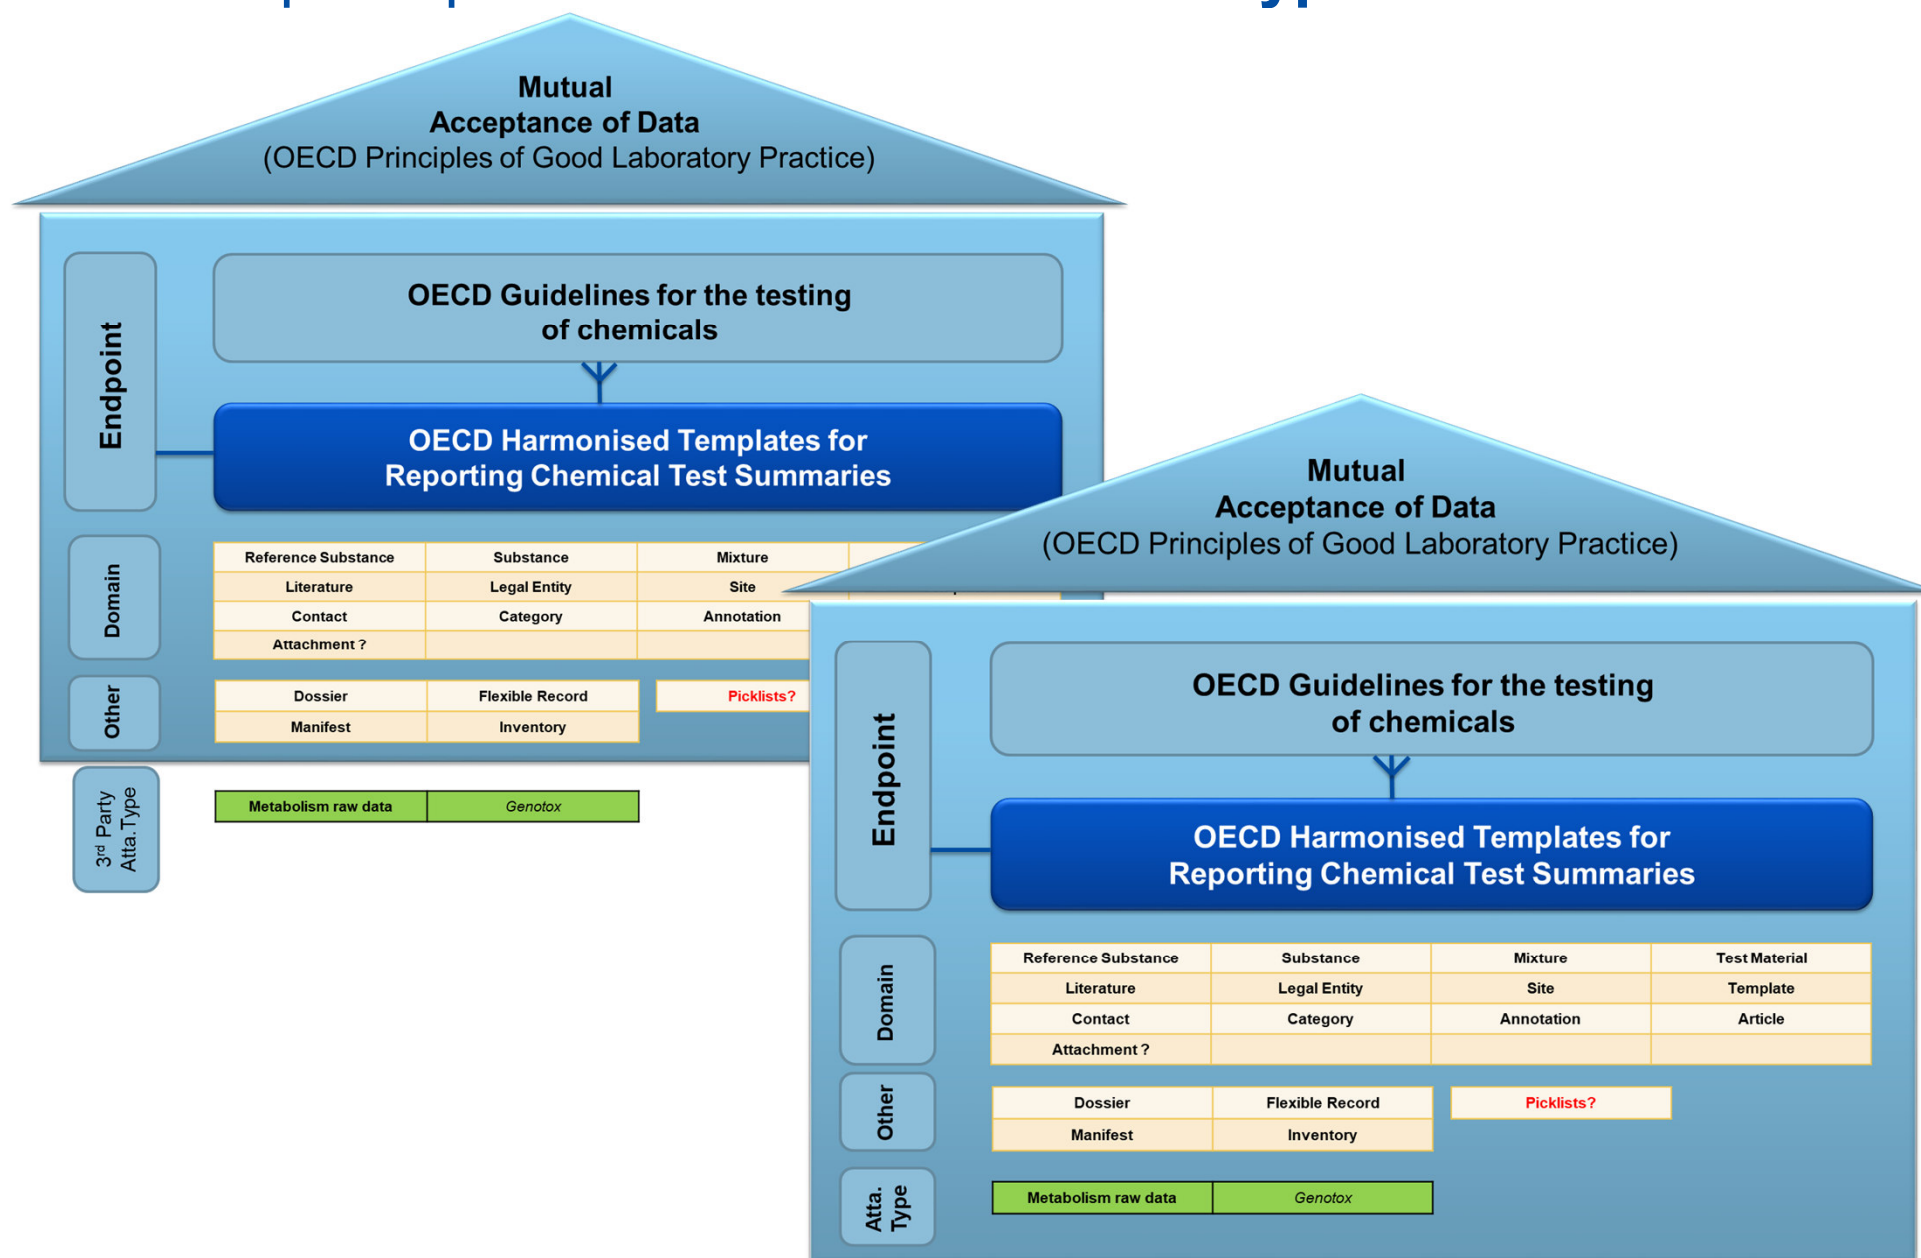 Mutual
Acceptance of Data
(OECD Principles of Good Laboratory Practice)
Endpoint
OECD Guidelines for the testing
of chemicals
OECD Harmonised Templates for
Reporting Chemical Test Summaries
Domain
Reference Substance Substance Mixture
Literature Legal Entity Site
Contact Category Annotation
Attachment ?
Other
Dossier Flexible Record Picklists?
Manifest Inventory
3rd Party
Atta.Type
Metabolism raw data Genotox
Mutual
Acceptance of Data
(OECD Principles of Good Laboratory Practice)
Endpoint
OECD Guidelines for the testing
of chemicals
OECD Harmonised Templates for
Reporting Chemical Test Summaries
Domain
Reference Substance Substance Mixture Test Material
Literature Legal Entity Site Template
Contact Category Annotation Article
Attachment ?
Other
Dossier Flexible Record Picklists?
Manifest Inventory
Atta.
Type
Metabolism raw data Genotox